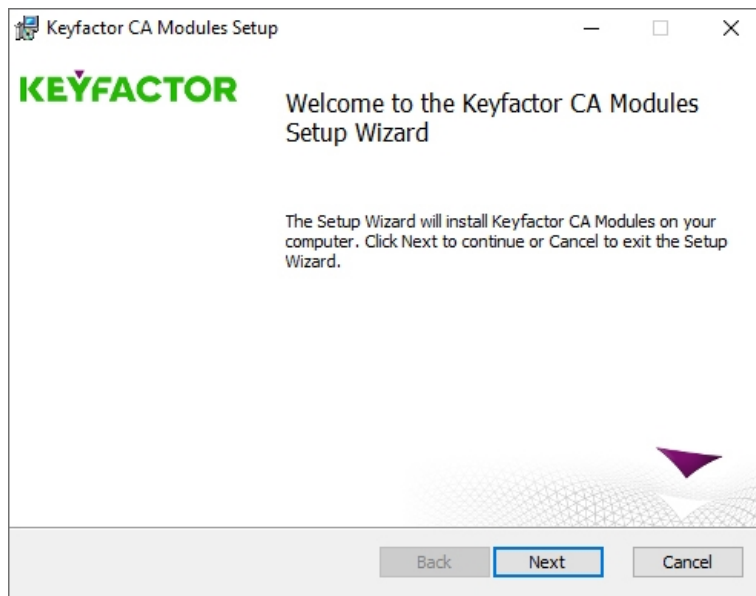 Keyfactor CA Modules Setup
KEYFACTOR
Welcome to the Keyfactor CA Modules
Setup Wizard
The Setup Wizard will install Keyfactor CA Modules on your
computer. Click Next to continue or Cancel to exit the Setup
Wizard.
Back Next Cancel